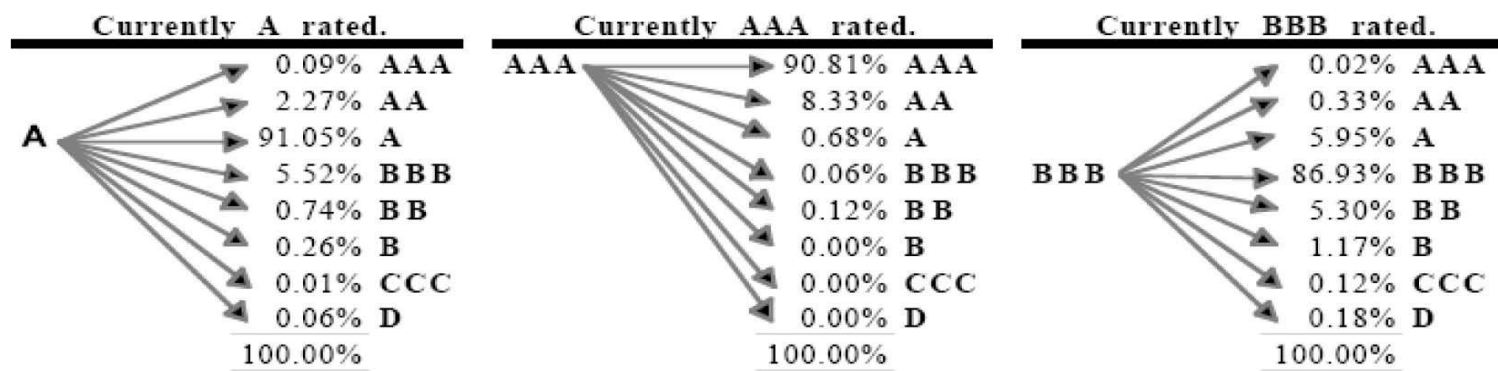 Currently A rated.
A
0.09% AAA
2.27% AA
91.05% A
5.52% BBB
0.74% BB
0.26% B
0.01% CCC
0.06% D
100.00%
Currently AAA rated.
AAA
90.81% AAA
8.33% AA
0.68% A
0.06% BBB
0.12% BB
0.00% B
0.00% CCC
0.00% D
100.00%
Currently BBB rated.
BBB
0.02% AAA
0.33% AA
5.95% A
86.93% BBB
5.30% BB
1.17% B
0.12% CCC
0.18% D
100.00%